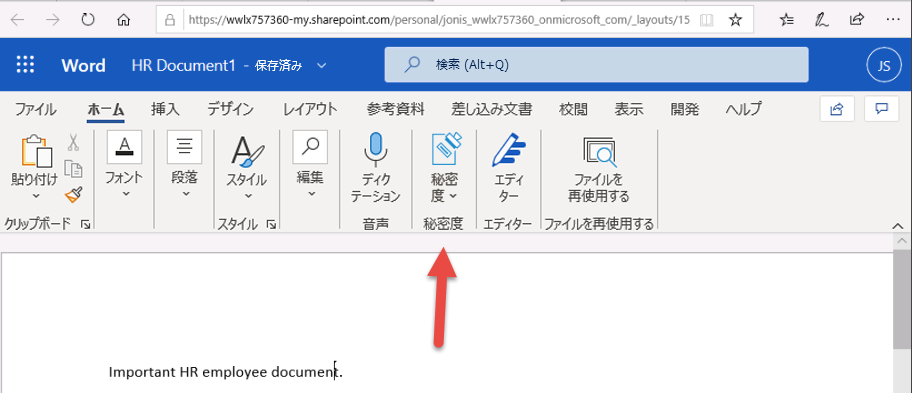 https://wwlx757360-my.sharepoint.com/personal/jonis_wwlx757360_onmicrosoft_com/_layouts/15
Word HR Document1 - 保存済み 検索 (Alt+Q) JS
ファイル ホーム 挿入 デザイン レイアウト 参考資料 差し込み文書 校閲 表示 開発 ヘルプ
貼り付け フォント 段落 スタイル 編集 ディク 秘密 エディ ファイルを
テーション 度 ター 再使用する
クリップボード スタイル 音声 秘密度 エディター ファイルを再使用する
Important HR employee document.